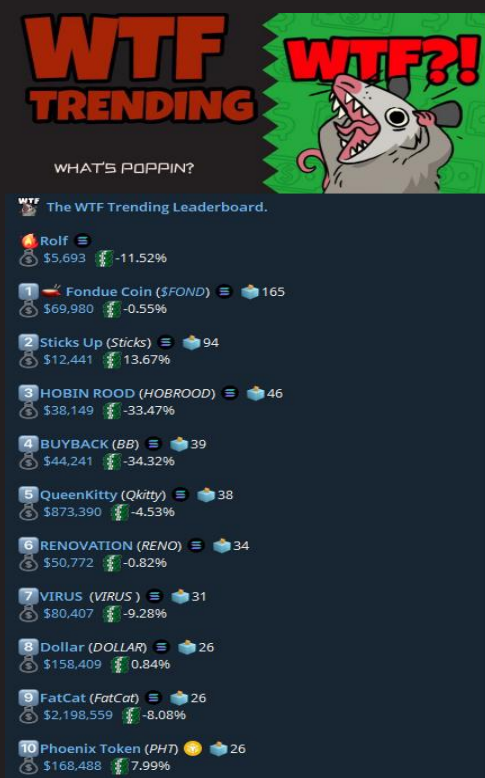 WTF
TRENDING
WHAT'S POPPIN?
WTF?!
WTF The WTF Trending Leaderboard.
Rolf
$5,693 -11.52%
1 Fondue Coin ($FOND) 165
$69,980 -0.55%
2 Sticks Up (Sticks) 94
$12,441 13.67%
3 HOBIN ROOD (HOBROOD) 46
$38,149 -33.47%
4 BUYBACK (BB) 39
$44,241 -34.32%
5 QueenKitty (Qkitty) 38
$873,390 -4.53%
6 RENOVATION (RENO) 34
$50,772 -0.82%
7 VIRUS (VIRUS ) 31
$80,407 -9.28%
8 Dollar (DOLLAR) 26
$158,409 0.84%
9 FatCat (FatCat) 26
$2,198,559 -8.08%
10 Phoenix Token (PHT) 26
$168,488 7.99%